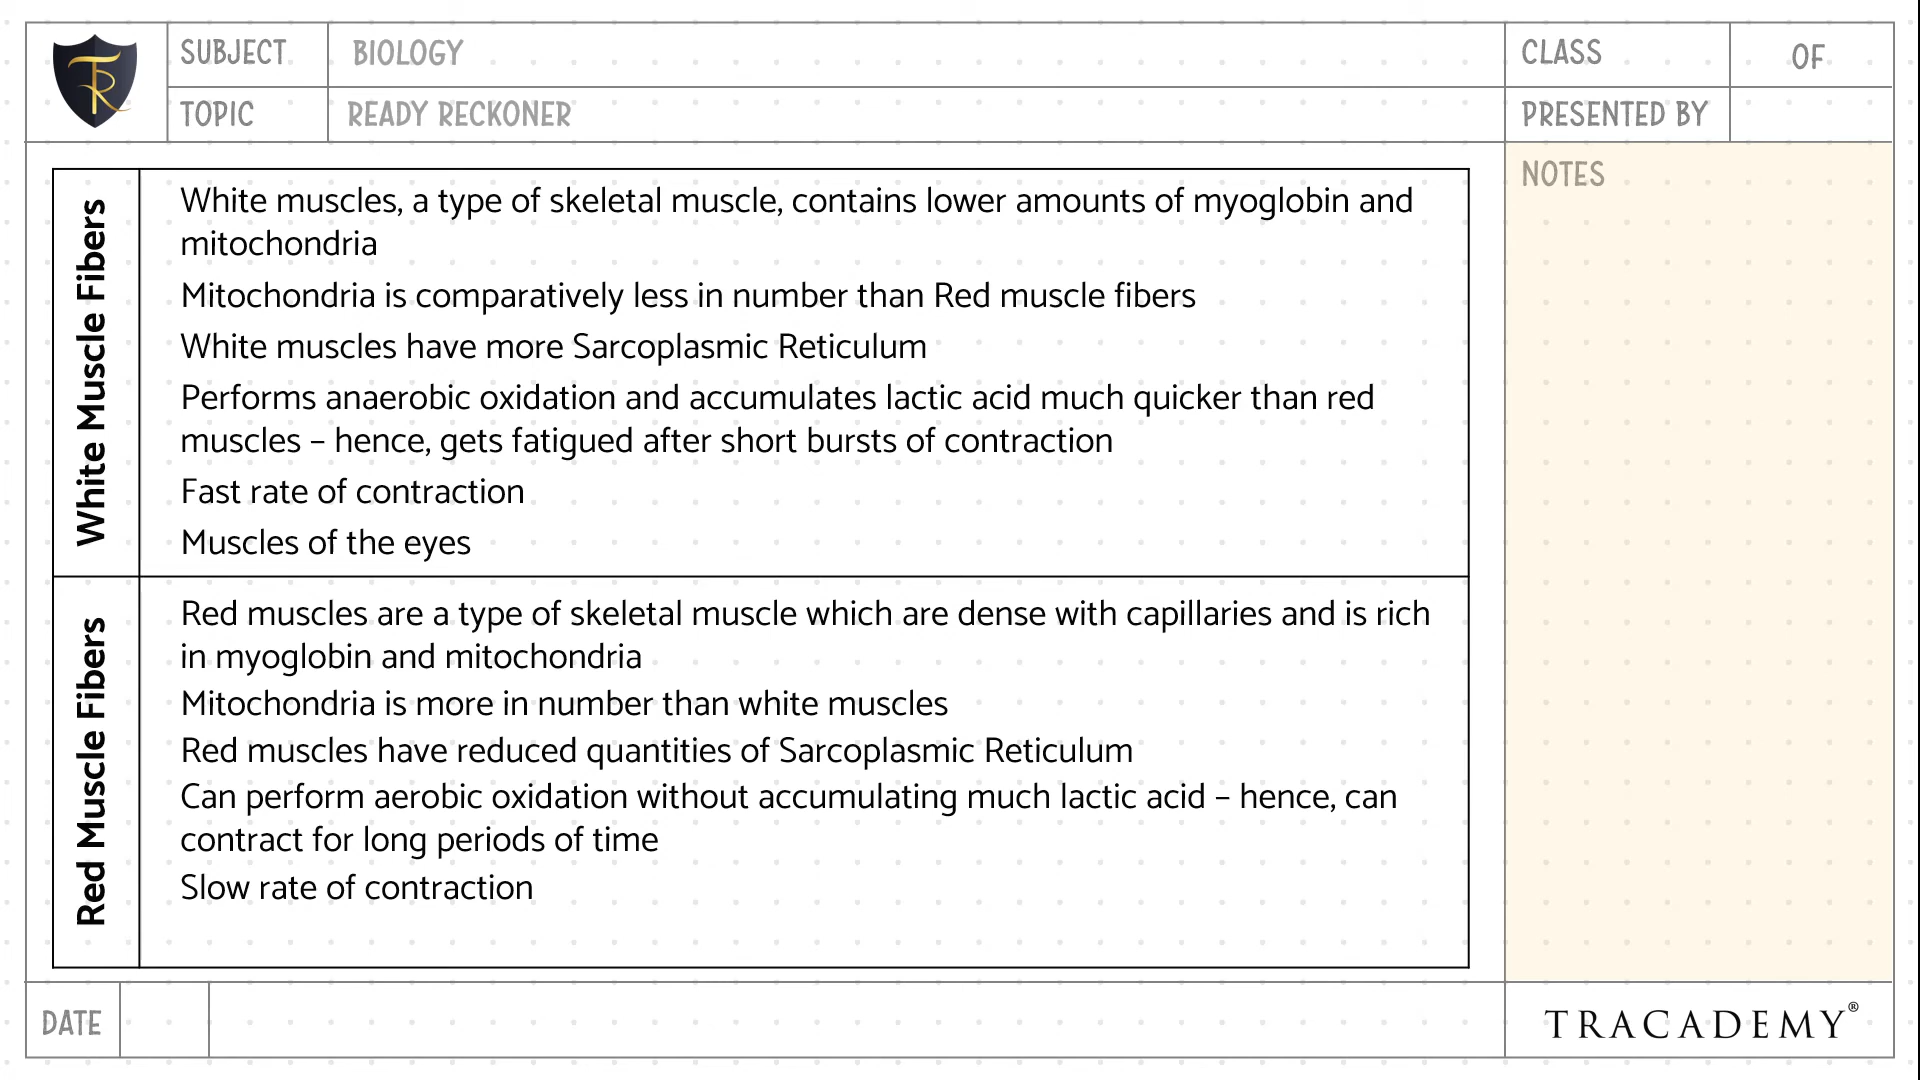 SUBJECT
BIOLOGY
CLASS
OF
TOPIC
READY RECKONER
PRESENTED BY
NOTES
White Muscle Fibers
White muscles, a type of skeletal muscle, contains lower amounts of myoglobin and
mitochondria
Mitochondria is comparatively less in number than Red muscle fibers
White muscles have more Sarcoplasmic Reticulum
Performs anaerobic oxidation and accumulates lactic acid much quicker than red
muscles – hence, gets fatigued after short bursts of contraction
Fast rate of contraction
Muscles of the eyes
Red Muscle Fibers
Red muscles are a type of skeletal muscle which are dense with capillaries and is rich
in myoglobin and mitochondria
Mitochondria is more in number than white muscles
Red muscles have reduced quantities of Sarcoplasmic Reticulum
Can perform aerobic oxidation without accumulating much lactic acid – hence, can
contract for long periods of time
Slow rate of contraction
DATE
TRACADEMY®